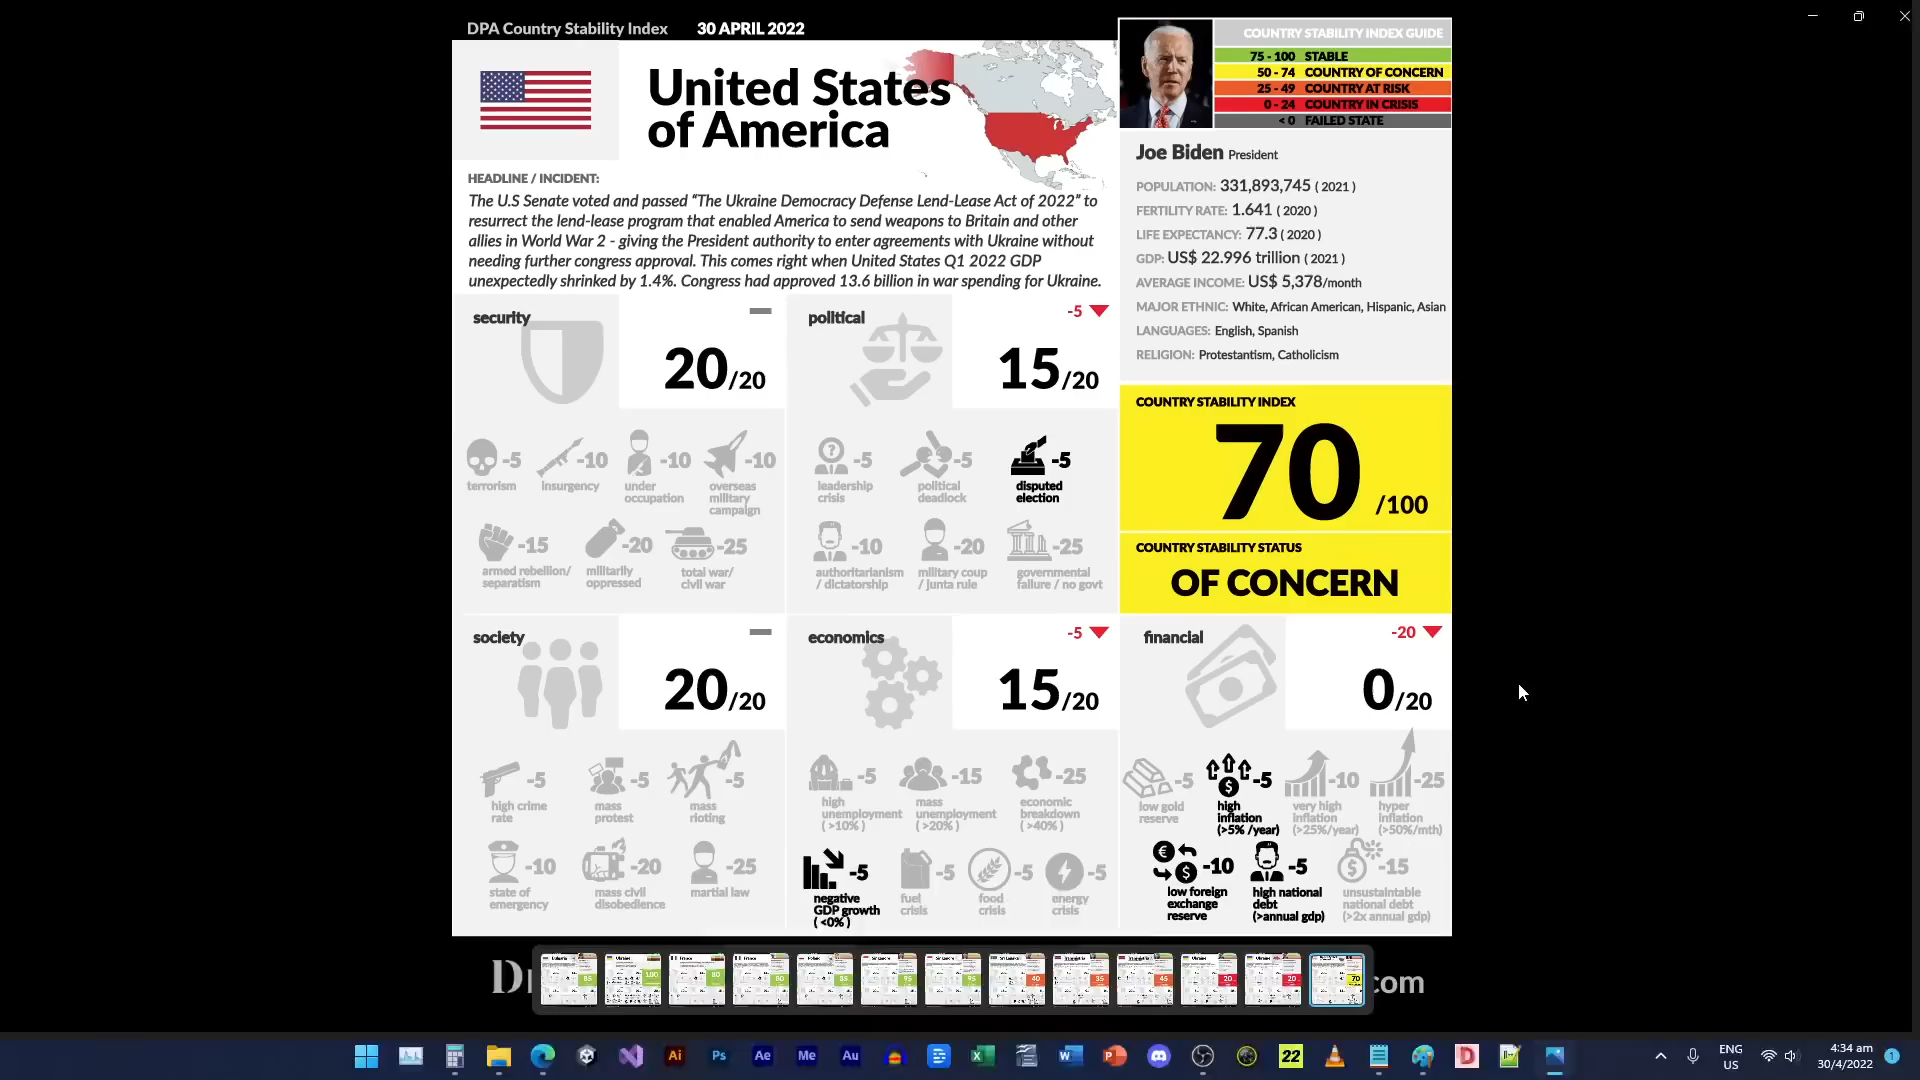 DPA Country Stability Index 30 APRIL 2022
United States
of America
HEADLINE / INCIDENT:
The U.S Senate voted and passed “The Ukraine Democracy Defense Lend-Lease Act of 2022” to
resurrect the lend-lease program that enabled America to send weapons to Britain and other
allies in World War 2 - giving the President authority to enter agreements with Ukraine without
needing further congress approval. This comes right when United States Q1 2022 GDP
unexpectedly shrinked by 1.4%. Congress had approved 13.6 billion in war spending for Ukraine.
COUNTRY STABILITY INDEX GUIDE
75 - 100 STABLE
50 - 74 COUNTRY OF CONCERN
25 - 49 COUNTRY AT RISK
0 - 24 COUNTRY IN CRISIS
< 0 FAILED STATE
Joe Biden President
POPULATION: 331,893,745 ( 2021 )
FERTILITY RATE: 1.641 ( 2020 )
LIFE EXPECTANCY: 77.3 ( 2020 )
GDP: US$ 22.996 trillion ( 2021 )
AVERAGE INCOME: US$ 5,378/month
MAJOR ETHNIC: White, African American, Hispanic, Asian
LANGUAGES: English, Spanish
RELIGION: Protestantism, Catholicism
COUNTRY STABILITY INDEX
70 /100
COUNTRY STABILITY STATUS
OF CONCERN
security
20/20
-5
terrorism
-10
insurgency
-10
under
occupation
-10
overseas
military
campaign
-15
armed rebellion/
separatism
-20
militarily
oppressed
-25
total war/
civil war
political
-5
15/20
-5
leadership
crisis
-5
political
deadlock
-5
disputed
election
-10
authoritarianism
/ dictatorship
-20
military coup
/ junta rule
-25
governmental
failure / no govt
society
20/20
-5
high crime
rate
-5
mass
protest
-5
mass
rioting
-10
state of
emergency
-20
mass civil
disobedience
-25
martial law
economics
-5
15/20
-5
high
unemployment
( >10% )
-15
mass
unemployment
( >20% )
-25
economic
breakdown
( >40% )
-5
negative
GDP growth
( <0% )
-5
fuel
crisis
-5
food
crisis
-5
energy
crisis
financial
-20
0/20
-5
low gold
reserve
-5
high
inflation
(>5% /year)
-10
very high
inflation
(>25%/year)
-25
hyper
inflation
(>50%/mth)
-10
low foreign
exchange
reserve
-5
high national
debt
(>annual gdp)
-15
unsustaintable
national debt
(>2x annual gdp)
com
Ai
Ps
Ae
Me
Au
22
ENG
US
4:34 am
30/4/2022
1